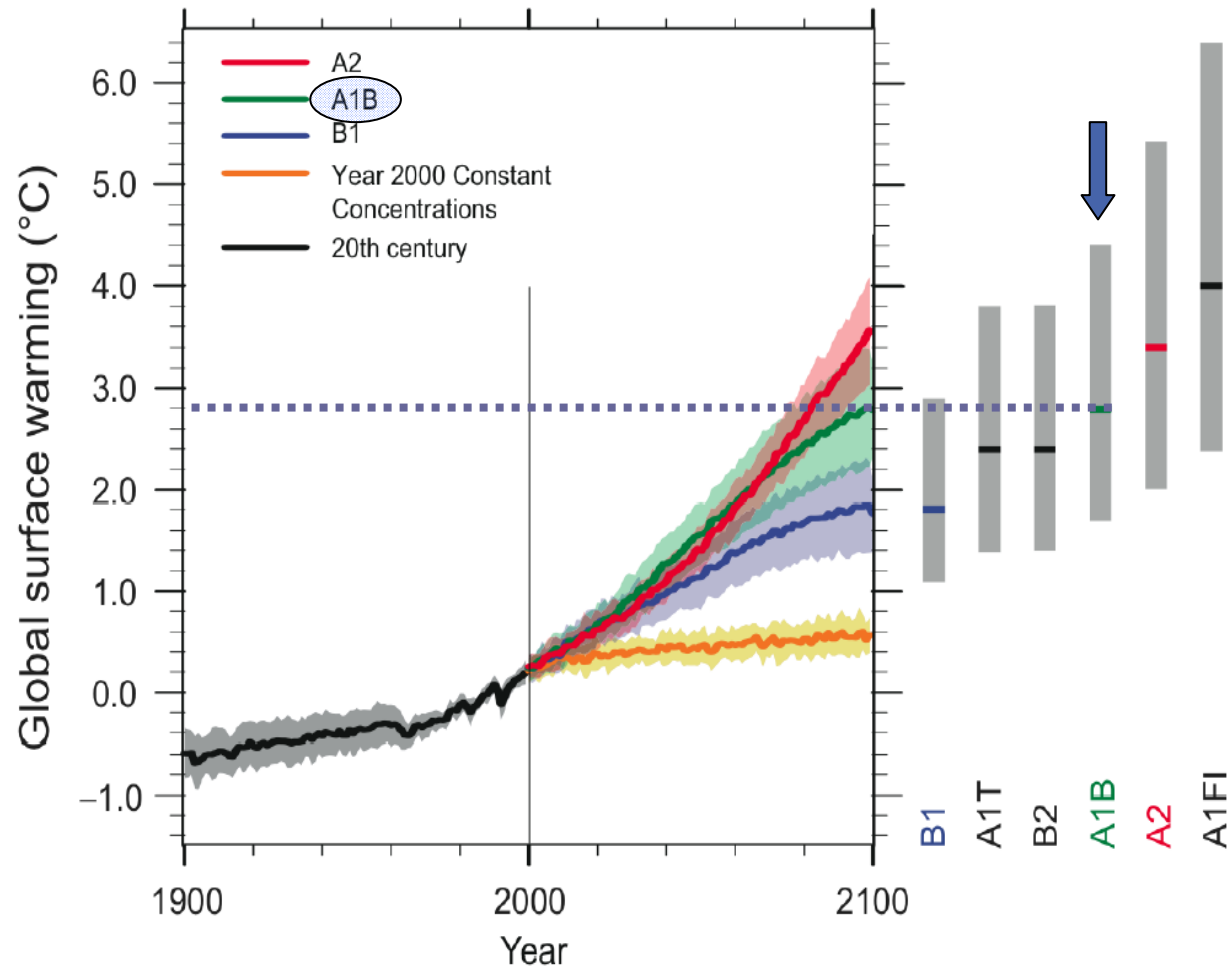 Global surface warming (°C)
6.0
5.0
4.0
3.0
2.0
1.0
0.0
−1.0
A2
A1B
B1
Year 2000 Constant
Concentrations
20th century
1900
2000
2100
Year
B1
A1T
B2
A1B
A2
A1FI